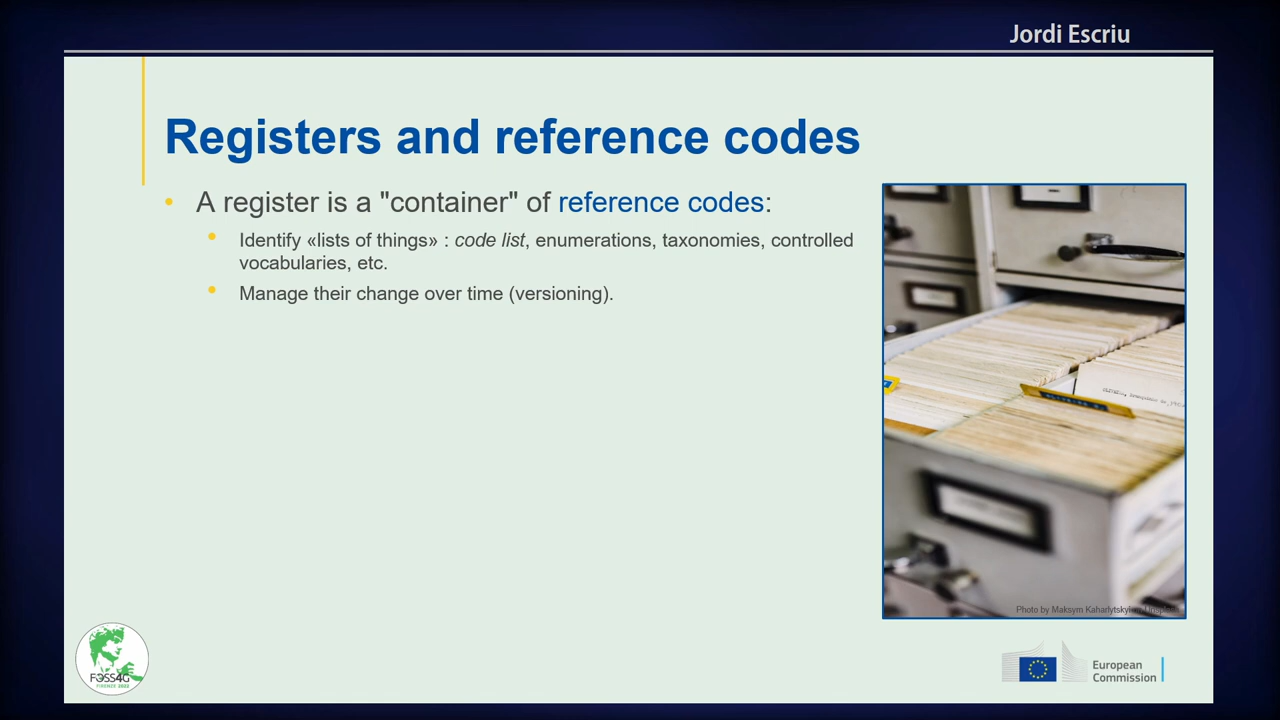 Jordi Escriu
Registers and reference codes
• A register is a "container" of reference codes:
• Identify «lists of things» : code list, enumerations, taxonomies, controlled
vocabularies, etc.
• Manage their change over time (versioning).
Photo by Maksym Kaharlytskyi
FOSS4G
FIRENZE 2022
European
Commission